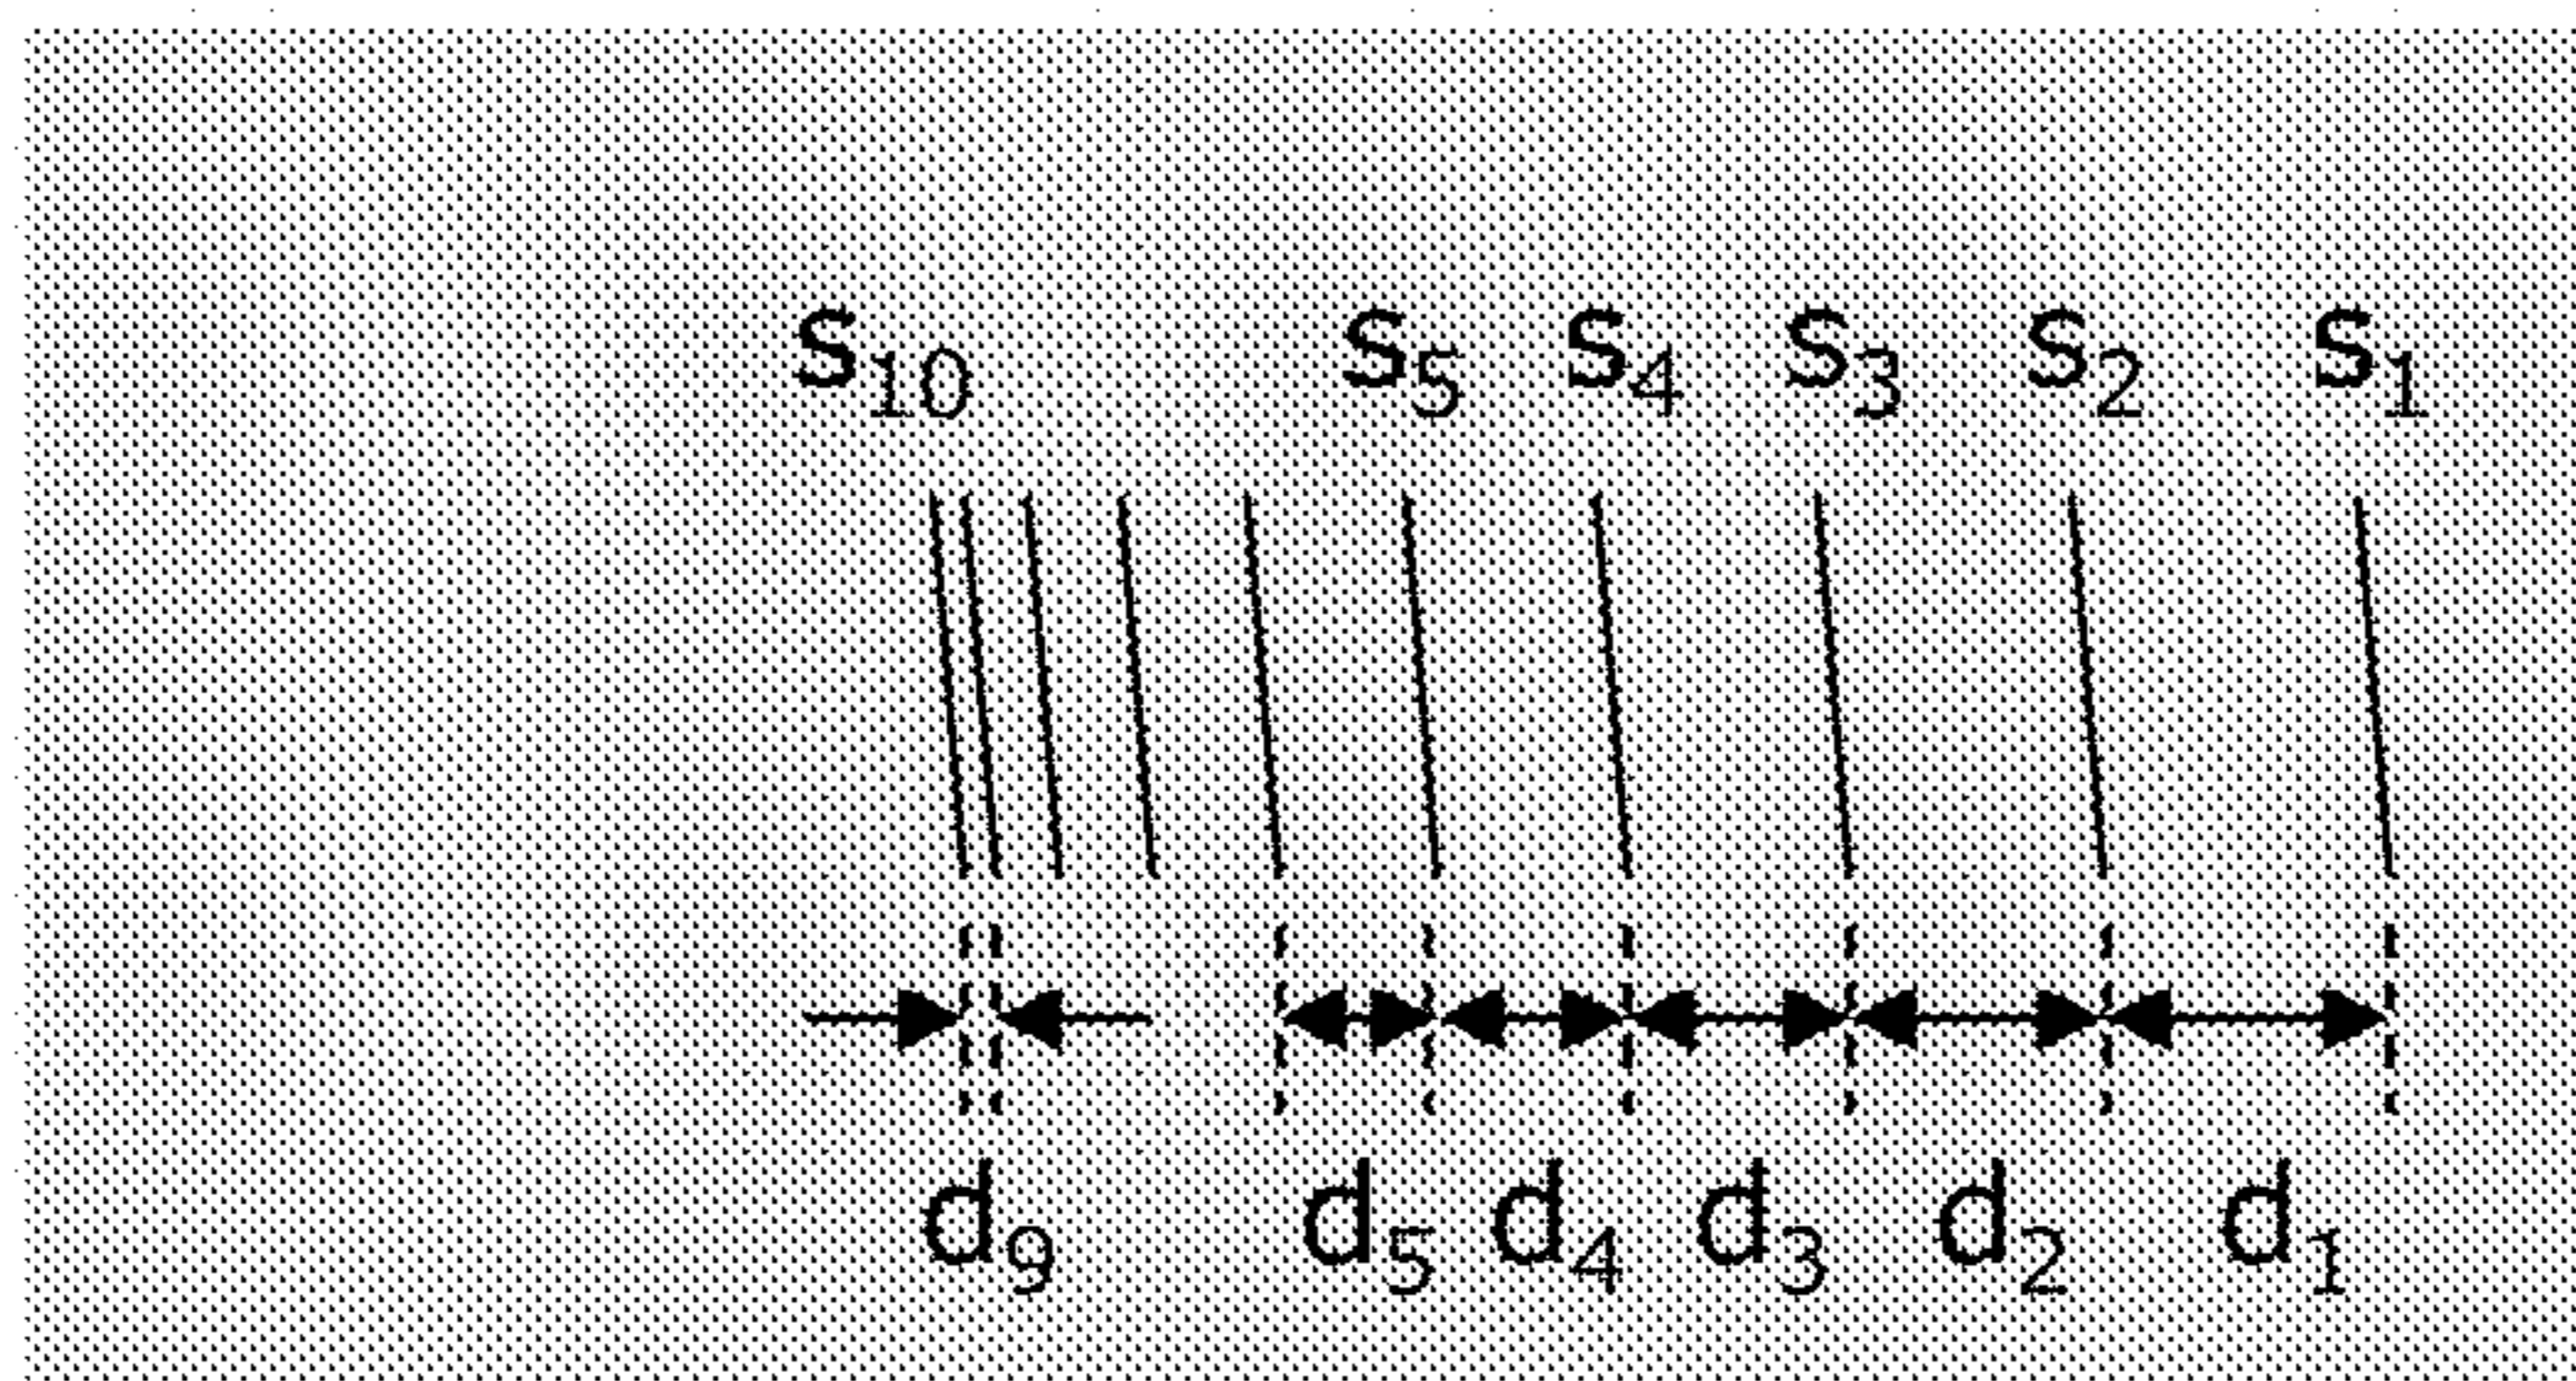 s₁₀ s₅ s₄ s₃ s₂ s₁
d₉ d₅ d₄ d₃ d₂ d₁